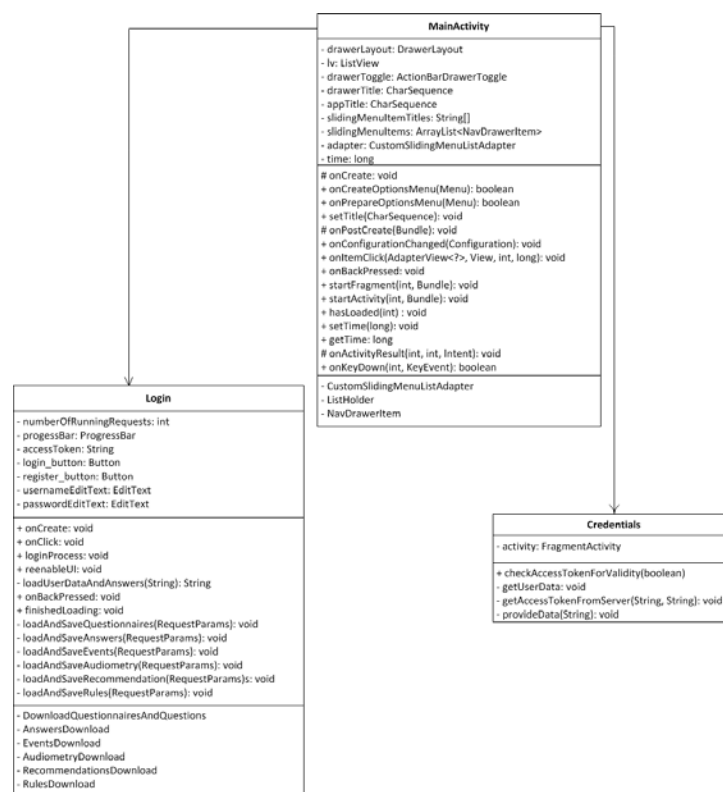 MainActivity
- drawerLayout: DrawerLayout
- lv: ListView
- drawerToggle: ActionBarDrawerToggle
- drawerTitle: CharSequence
- appTitle: CharSequence
- slidingMenuItemTitles: String[]
- slidingMenuItems: ArrayList<NavDrawerItem>
- adapter: CustomSlidingMenuListAdapter
- time: long
# onCreate: void
+ onCreateOptionsMenu(Menu): boolean
+ onPrepareOptionsMenu(Menu): boolean
+ setTitle(CharSequence): void
# onPostCreate(Bundle): void
+ onConfigurationChanged(Configuration): void
+ onItemClick(AdapterView<?>, View, int, long): void
+ onBackPressed: void
+ startFragment(int, Bundle): void
+ startActivity(int, Bundle): void
+ hasLoaded(int) : void
+ setTime(long): void
+ getTime: long
# onActivityResult(int, int, Intent): void
+ onKeyDown(int, KeyEvent): boolean
- CustomSlidingMenuListAdapter
- ListHolder
- NavDrawerItem
Login
- numberOfRunningRequests: int
- progessBar: ProgressBar
- accessToken: String
- login_button: Button
- register_button: Button
- usernameEditText: EditText
- passwordEditText: EditText
+ onCreate: void
+ onClick: void
+ loginProcess: void
+ reenableUI: void
- loadUserDataAndAnswers(String): String
+ onBackPressed: void
+ finishedLoading: void
- loadAndSaveQuestionnaires(RequestParams): void
- loadAndSaveAnswers(RequestParams): void
- loadAndSaveEvents(RequestParams): void
- loadAndSaveAudiometry(RequestParams): void
- loadAndSaveRecommendation(RequestParams)s: void
- loadAndSaveRules(RequestParams): void
- DownloadQuestionnairesAndQuestions
- AnswersDownload
- EventsDownload
- AudiometryDownload
- RecommendationsDownload
- RulesDownload
Credentials
- activity: FragmentActivity
+ checkAccessTokenForValidity(boolean)
- getUserData: void
- getAccessTokenFromServer(String, String): void
- provideData(String): void